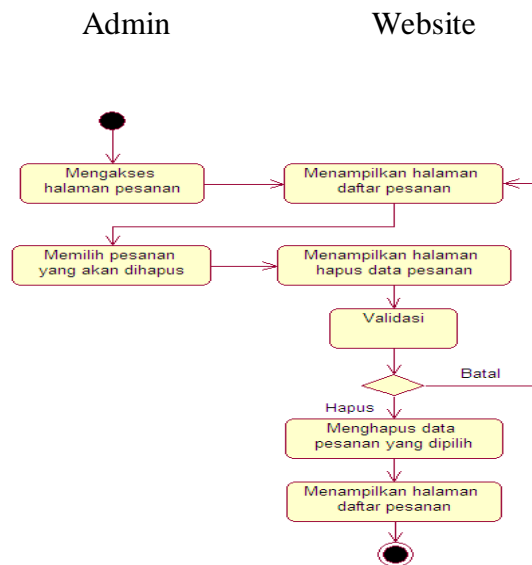 Admin
Website
Mengakses
halaman pesanan
Menampilkan halaman
daftar pesanan
Memilih pesanan
yang akan dihapus
Menampilkan halaman
hapus data pesanan
Validasi
Batal
Hapus
Menghapus data
pesanan yang dipilih
Menampilkan halaman
daftar pesanan